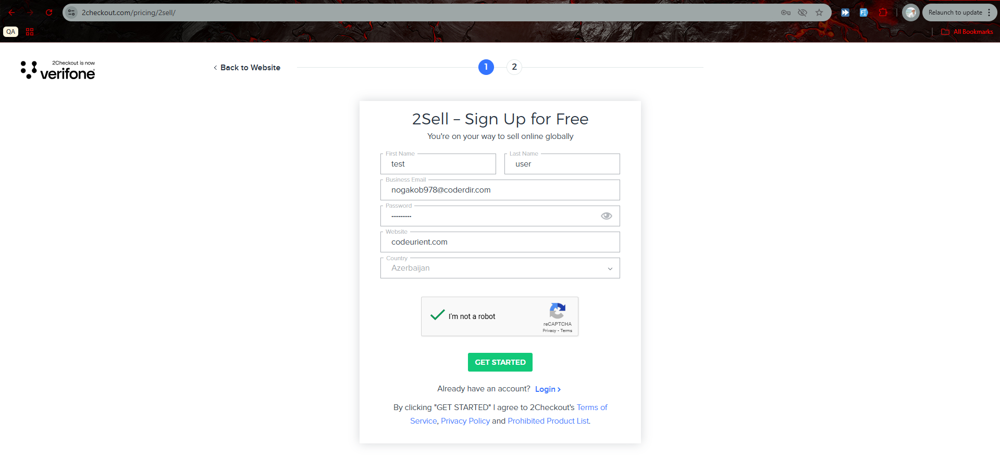 2checkout.com/pricing/2sell/
Relaunch to update
QA
All Bookmarks
2Checkout is now
verifone
Back to Website
1
2
2Sell – Sign Up for Free
You're on your way to sell online globally
First Name
test
Last Name
user
Business Email
nogakob978@coderdir.com
Password
Website
codeurient.com
Country
Azerbaijan
I'm not a robot
reCAPTCHA
Privacy - Terms
GET STARTED
Already have an account? Login
By clicking "GET STARTED" I agree to 2Checkout's Terms of
Service, Privacy Policy and Prohibited Product List.